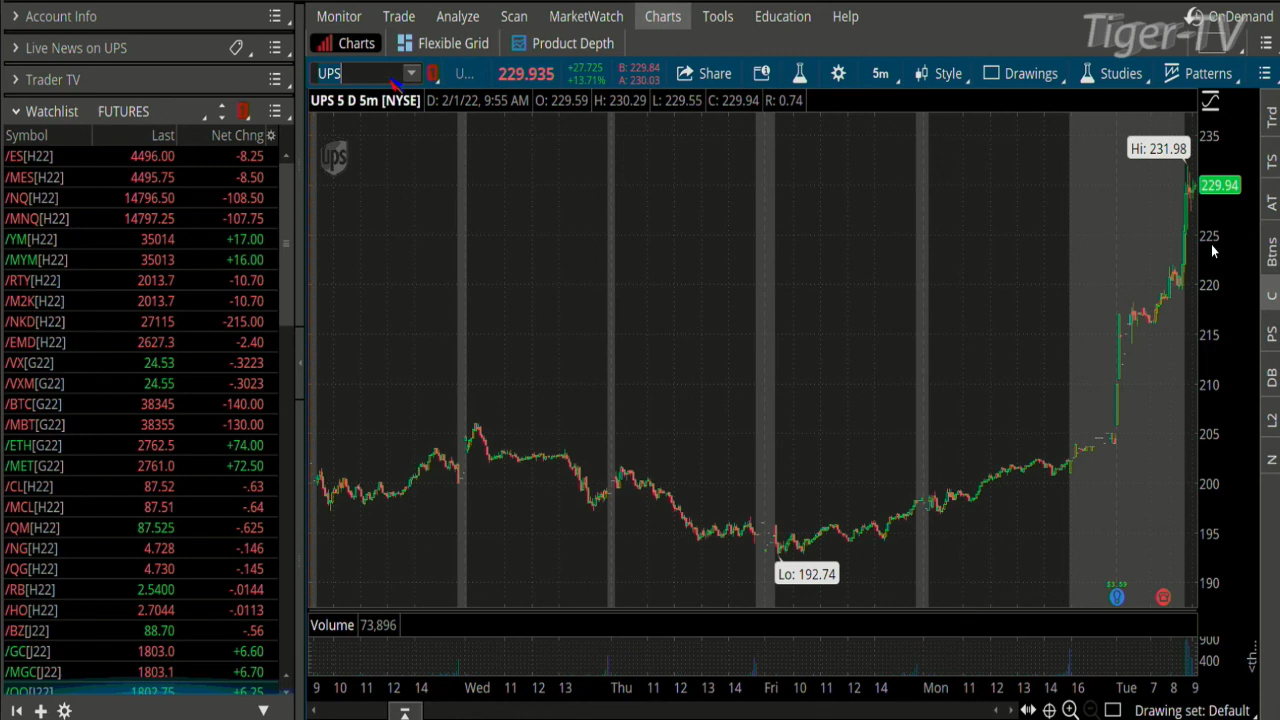 Account Info
Live News on UPS
Trader TV
Watchlist FUTURES
Symbol Last Net Chng
/ES[H22] 4496.00 -8.25
/MES[H22] 4495.75 -8.50
/NQ[H22] 14796.50 -108.50
/MNQ[H22] 14797.25 -107.75
/YM[H22] 35014 +17.00
/MYM[H22] 35013 +16.00
/RTY[H22] 2013.7 -10.70
/M2K[H22] 2013.7 -10.70
/NKD[H22] 27115 -215.00
/EMD[H22] 2627.3 -2.40
/VX[G22] 24.53 -.3223
/VXM[G22] 24.55 -.3023
/BTC[G22] 38345 -140.00
/MBT[G22] 38355 -130.00
/ETH[G22] 2762.5 +74.00
/MET[G22] 2761.0 +72.50
/CL[H22] 87.52 -.63
/MCL[H22] 87.51 -.64
/QM[H22] 87.525 -.625
/NG[H22] 4.728 -.146
/QG[H22] 4.730 -.145
/RB[H22] 2.5400 -.0144
/HO[H22] 2.7044 -.0113
/BZ[J22] 88.70 -.56
/GC[J22] 1803.0 +6.60
/MGC[J22] 1803.1 +6.70
/QO[J22] 1802.75 +6.25
Monitor Trade Analyze Scan MarketWatch Charts Tools Education Help
OnDemand
Tiger-TV
Charts Flexible Grid Product Depth
UPS U... 229.935 +27.725 +13.71% B: 229.84 A: 230.03 Share 5m Style Drawings Studies Patterns
UPS 5 D 5m [NYSE] D: 2/1/22, 9:55 AM O: 229.59 H: 230.29 L: 229.55 C: 229.94 R: 0.74
ups
235
Hi: 231.98
229.94
225
220
215
210
205
200
195
Lo: 192.74
190
$3.59
Volume 73,896
900
400
<th...
9 10 11 12 14 Wed 11 12 13 Thu 11 12 13 14 Fri 10 11 12 14 Mon 11 12 13 14 16 Tue 7 8 9
Drawing set: Default
Trd
TS
AT
Btns
C
PS
DB
L2
N